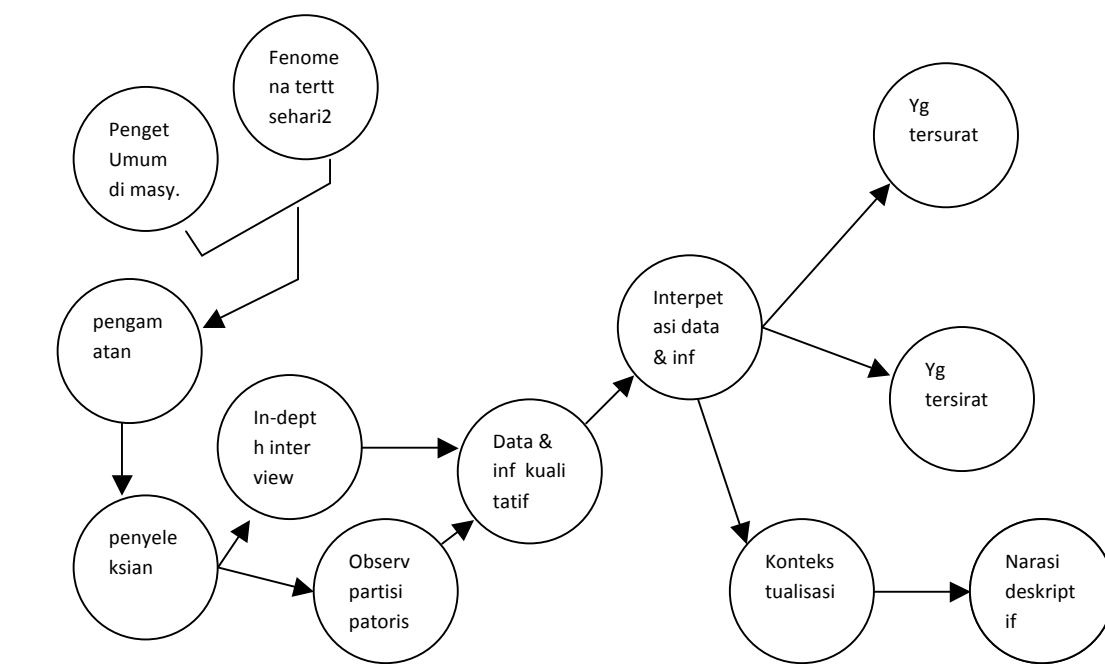 Fenome
na tertt
sehari2
Penget
Umum
di masy.
pengam
atan
penyele
ksian
In-dept
h inter
view
Observ
partisi
patoris
Data &
inf kuali
tatif
Interpet
asi data
& inf
Yg
tersurat
Yg
tersirat
Konteks
tualisasi
Narasi
deskript
if